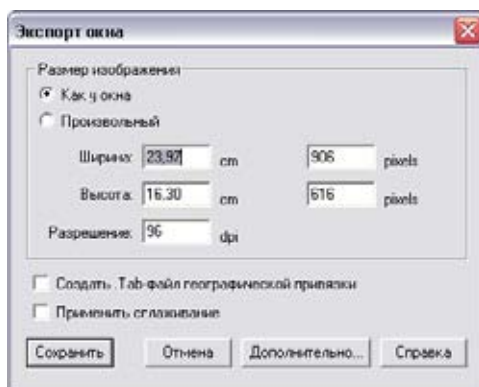 Экспорт окна
Размер изображения
Как у окна
Произвольный
Ширина: 23,97 cm 906 pixels
Высота: 16.30 cm 616 pixels
Разрешение: 96 dpi
Создать .Tab-файл географической привязки
Применить сглаживание
Сохранить Отмена Дополнительно... Справка